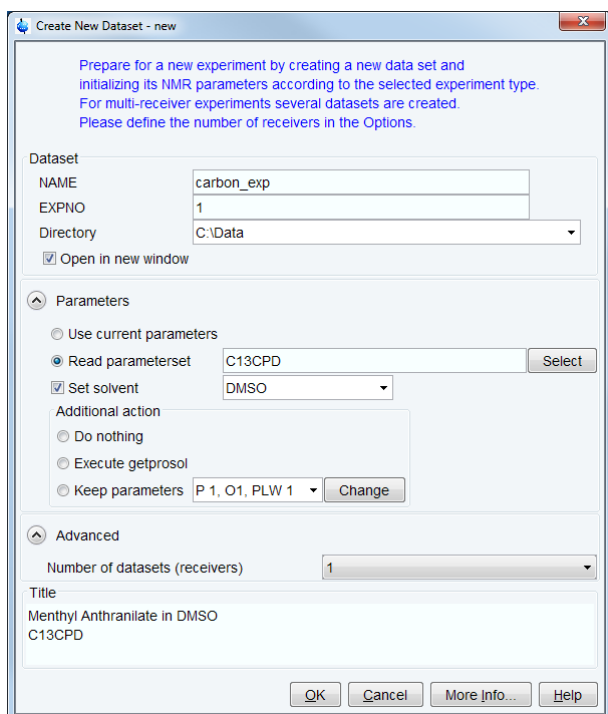 Create New Dataset - new
Prepare for a new experiment by creating a new data set and
initializing its NMR parameters according to the selected experiment type.
For multi-receiver experiments several datasets are created.
Please define the number of receivers in the Options.
Dataset
NAME carbon_exp
EXPNO 1
Directory C:\Data
Open in new window
Parameters
Use current parameters
Read parameterset C13CPD Select
Set solvent DMSO
Additional action
Do nothing
Execute getprosol
Keep parameters P 1, O1, PLW 1 Change
Advanced
Number of datasets (receivers) 1
Title
Menthyl Anthranilate in DMSO
C13CPD
OK Cancel More Info... Help